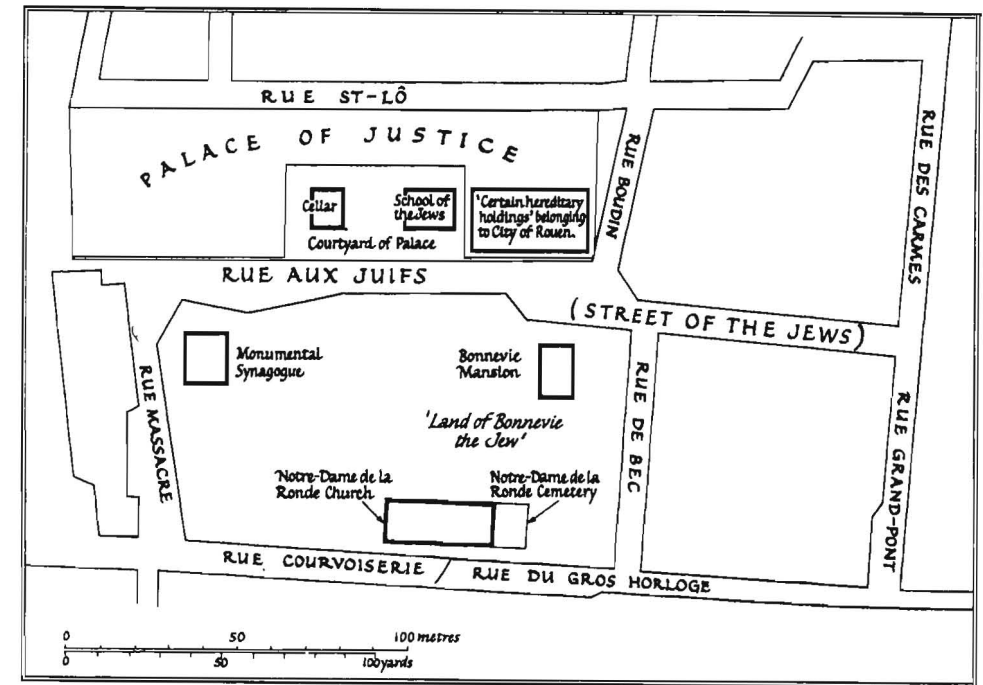 RUE ST-LÔ
PALACE OF JUSTICE
RUE BOUDIN
RUE DES CARMES
Cellar
School of
the Jews
'Certain hereditary
holdings' belonging
to City of Rouen.
Courtyard of Palace
RUE AUX JUIFS
(STREET OF THE JEWS)
Monumental
Synagogue
Bonnevie
Mansion
RUE MASSACRE
RUE DE BEC
RUE GRAND-PONT
'Land of Bonnevie
the Jew'
Notre-Dame de la
Ronde Church
Notre-Dame de la
Ronde Cemetery
RUE COURVOISERIE
RUE DU GROS HORLOGE
0 50 100 metres
0 50 100 yards